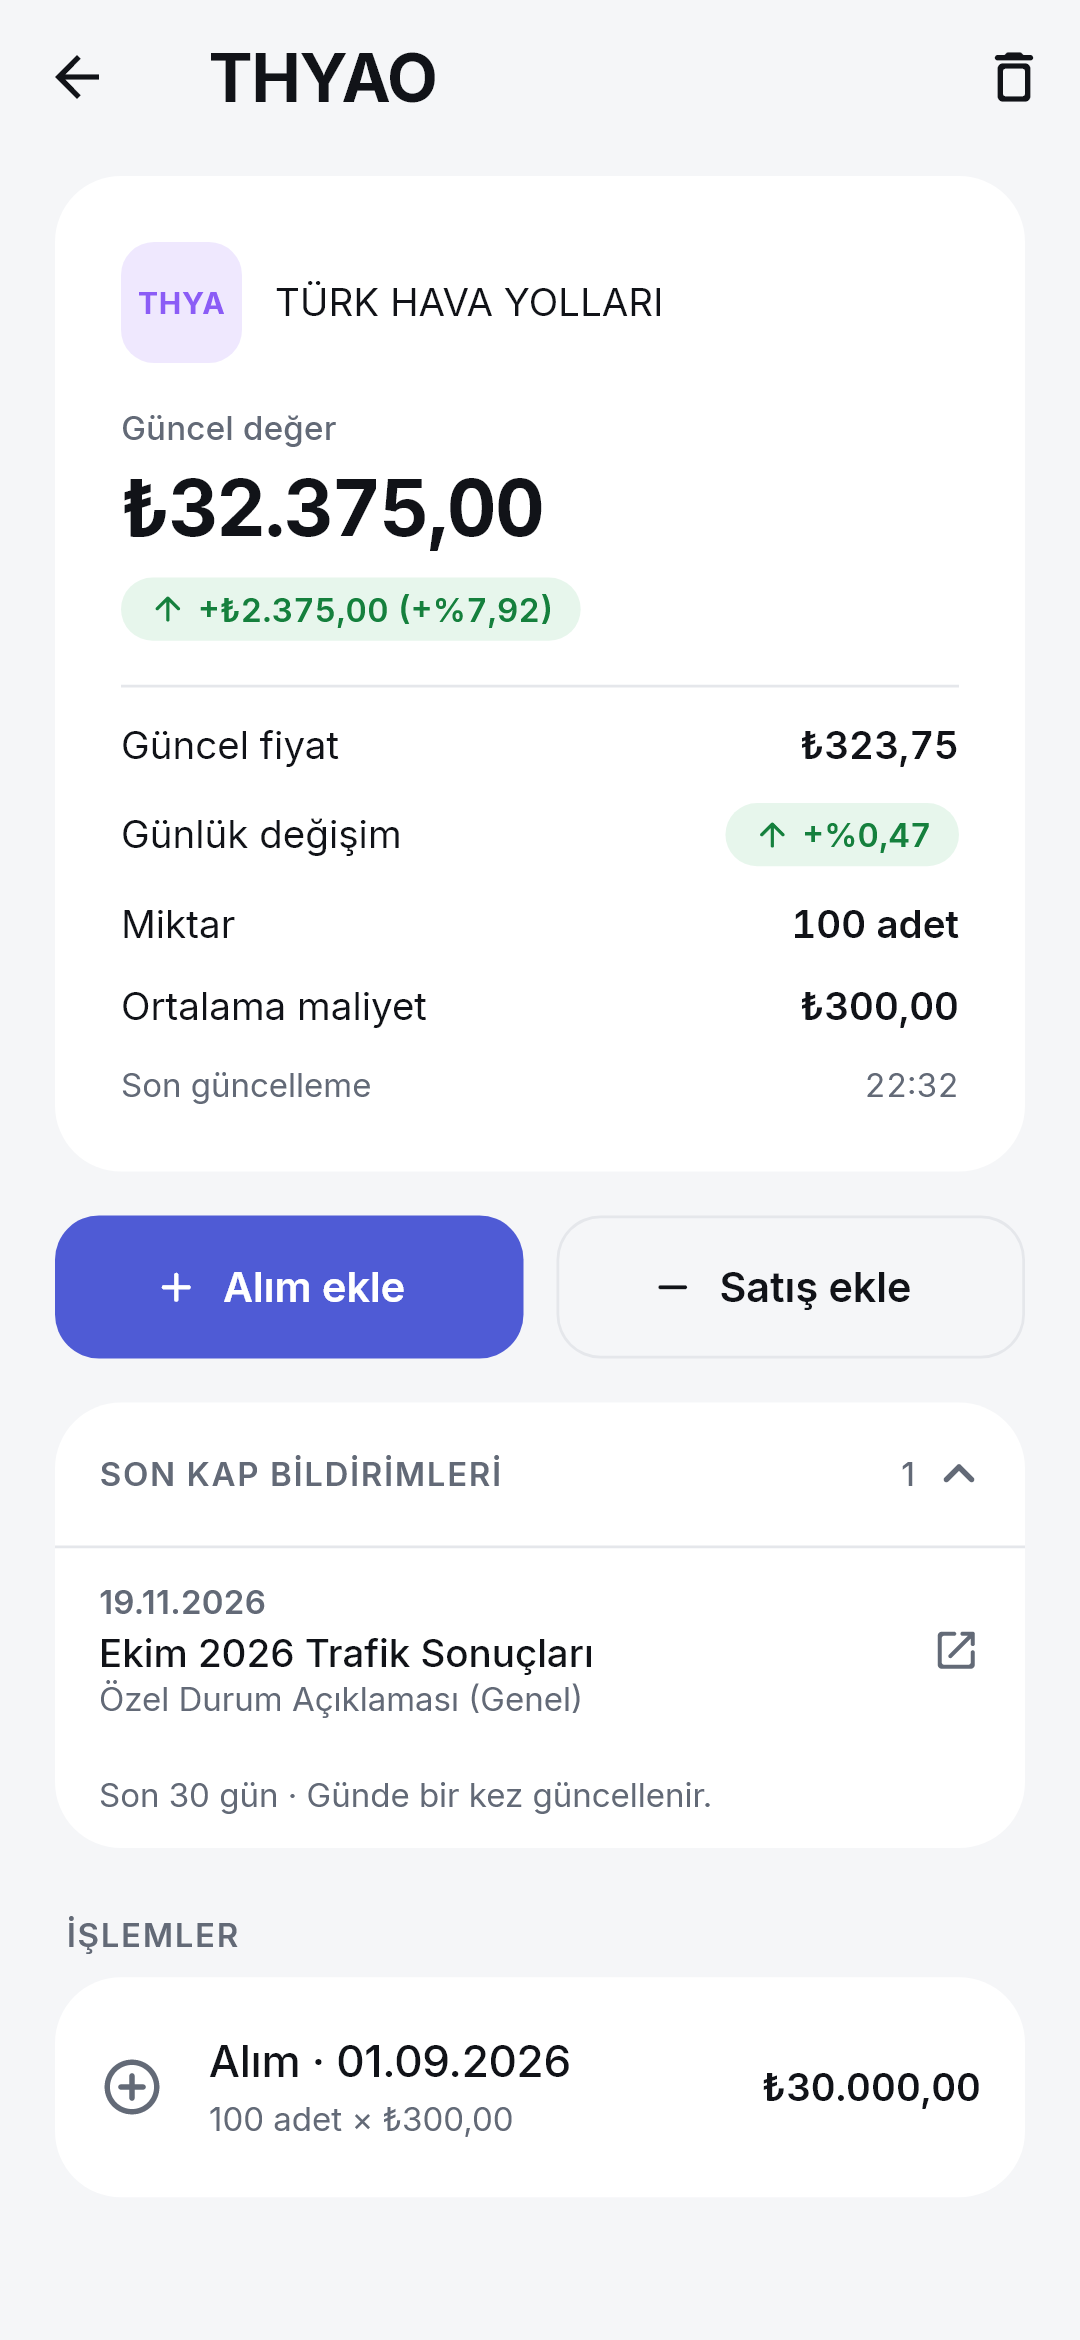 THYAO
THYA
TÜRK HAVA YOLLARI
Güncel değer
₺32.375,00
+₺2.375,00 (+%7,92)
Güncel fiyat ₺323,75
Günlük değişim +%0,47
Miktar 100 adet
Ortalama maliyet ₺300,00
Son güncelleme 22:32
+ Alım ekle
− Satış ekle
SON KAP BİLDİRİMLERİ 1
19.11.2026
Ekim 2026 Trafik Sonuçları
Özel Durum Açıklaması (Genel)
Son 30 gün · Günde bir kez güncellenir.
İŞLEMLER
Alım · 01.09.2026
100 adet × ₺300,00
₺30.000,00